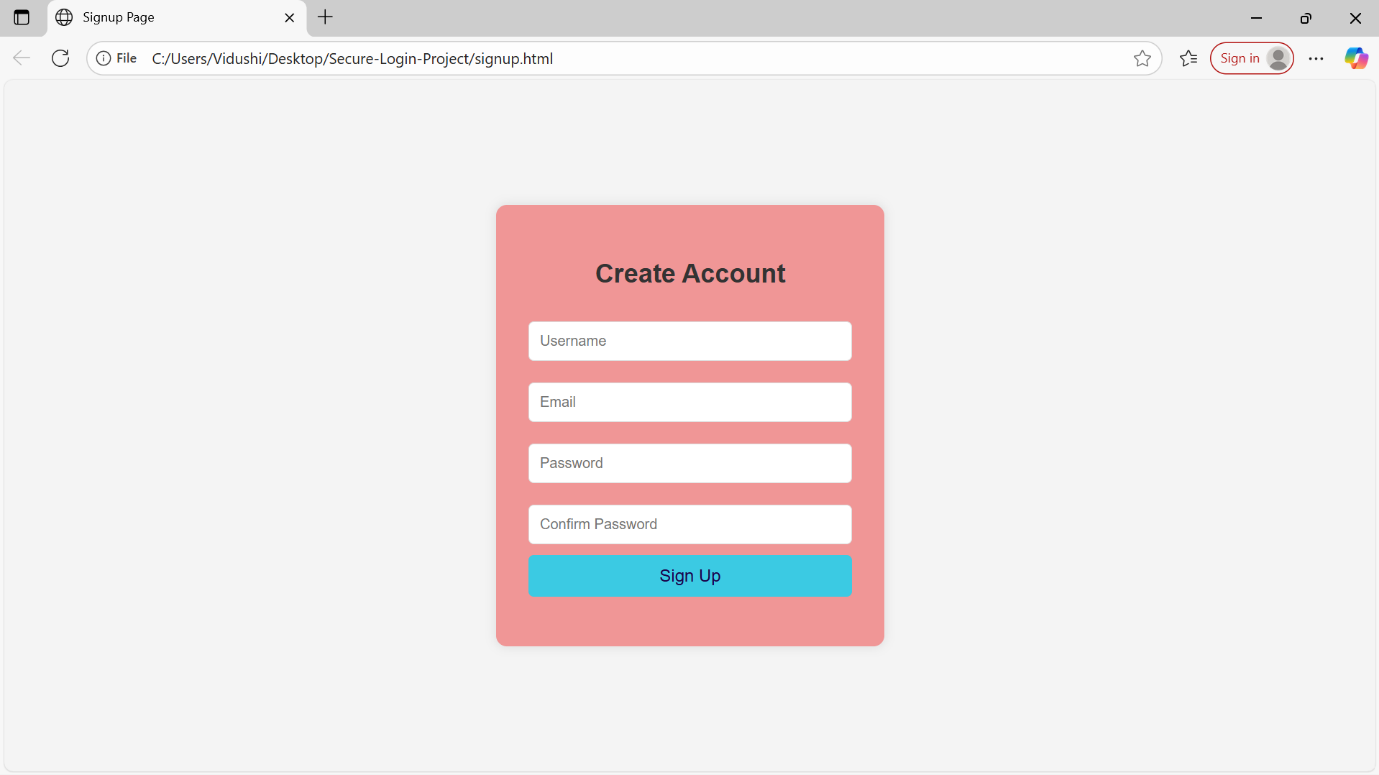 Signup Page
File C:/Users/Vidushi/Desktop/Secure-Login-Project/signup.html Sign in
Create Account
Username
Email
Password
Confirm Password
Sign Up